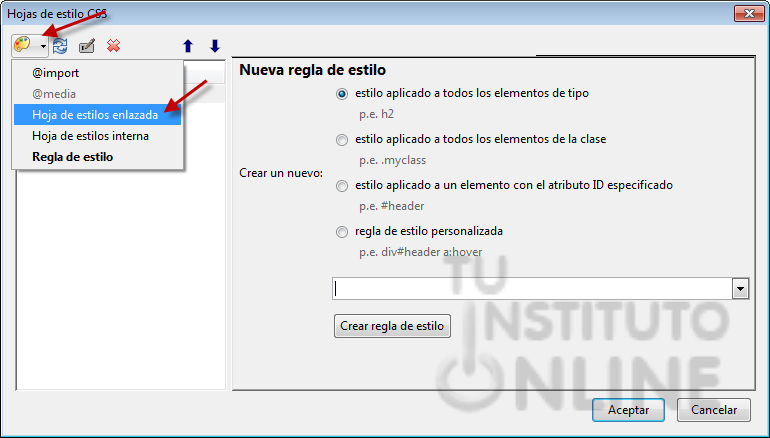 Hojas de estilo CSS
@import
@media
Hoja de estilos enlazada
Hoja de estilos interna
Regla de estilo
Nueva regla de estilo
Crear un nuevo:
estilo aplicado a todos los elementos de tipo
p.e. h2
estilo aplicado a todos los elementos de la clase
p.e. .myclass
estilo aplicado a un elemento con el atributo ID especificado
p.e. #header
regla de estilo personalizada
p.e. div#header a:hover
Crear regla de estilo
TU
INSTITUTO
ONLINE
Aceptar
Cancelar